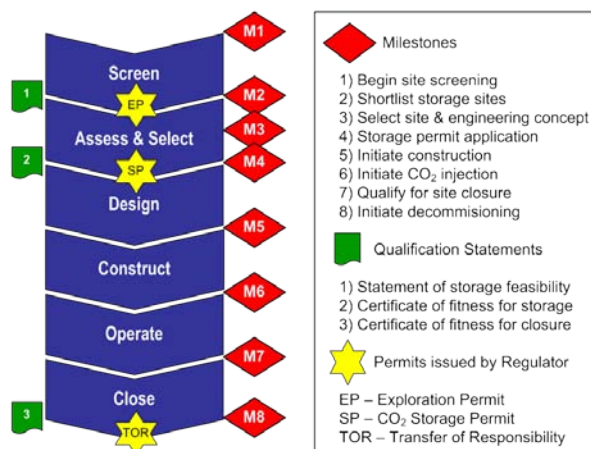 M1
Screen
1
EP
M2
Assess & Select
M3
2
SP
M4
Design
M5
Construct
M6
Operate
M7
Close
3
TOR
M8
Milestones
1) Begin site screening
2) Shortlist storage sites
3) Select site & engineering concept
4) Storage permit application
5) Initiate construction
6) Initiate CO₂ injection
7) Qualify for site closure
8) Initiate decommisioning
Qualification Statements
1) Statement of storage feasibility
2) Certificate of fitness for storage
3) Certificate of fitness for closure
Permits issued by Regulator
EP – Exploration Permit
SP – CO₂ Storage Permit
TOR – Transfer of Responsibility